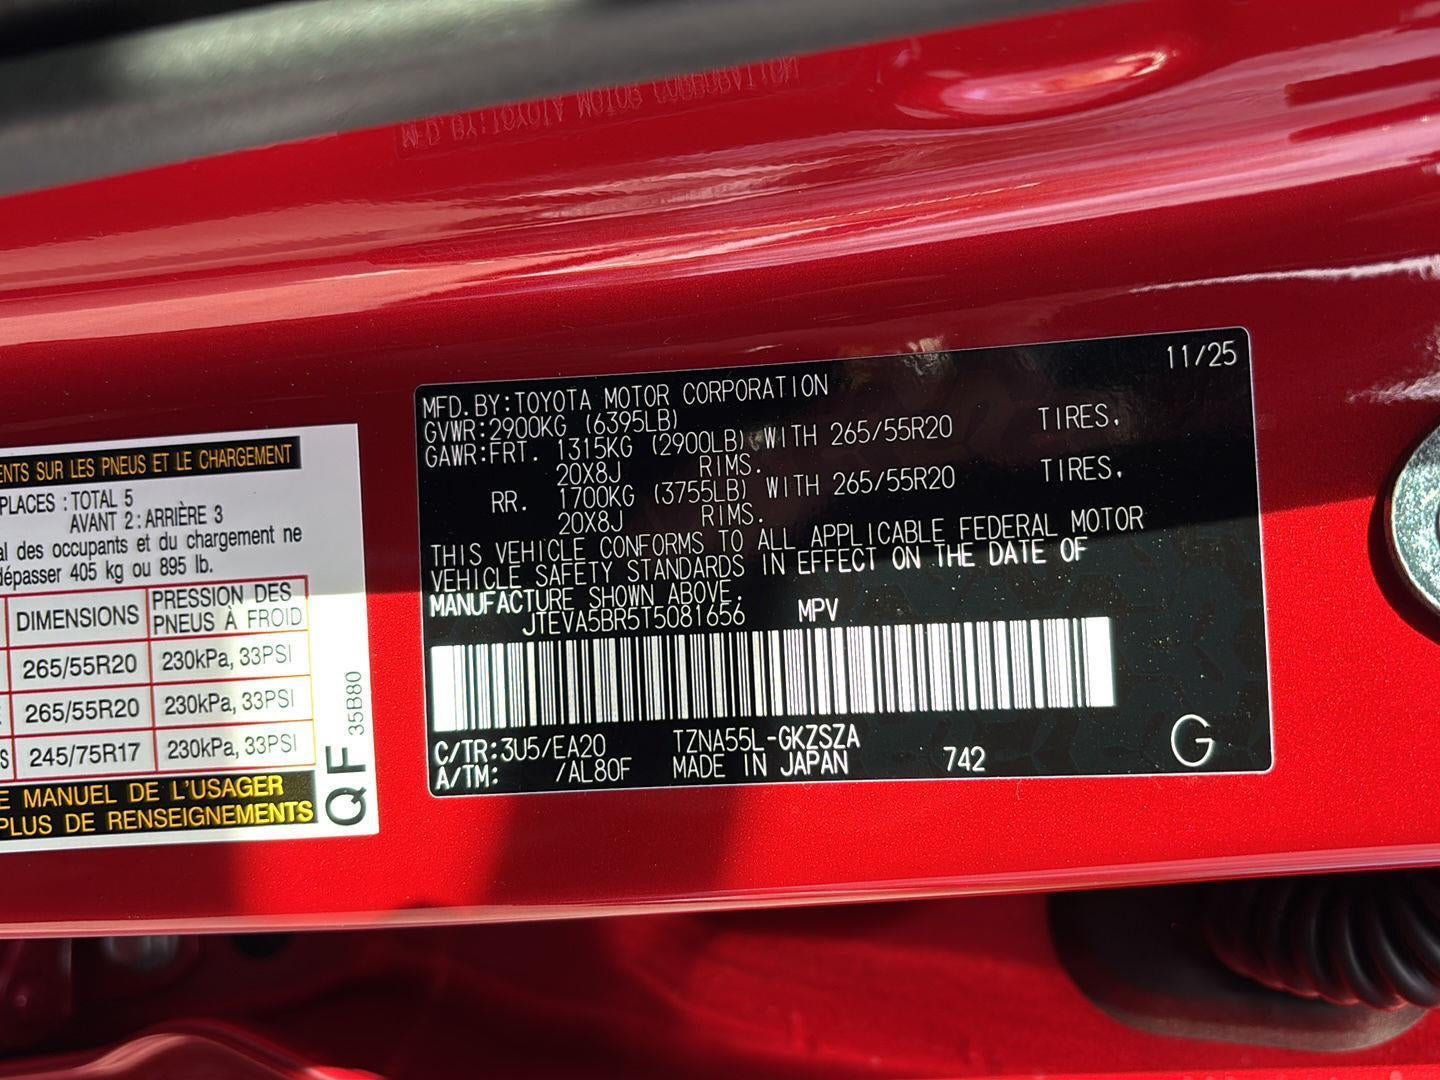 ENTS SUR LES PNEUS ET LE CHARGEMENT
PLACES : TOTAL 5
AVANT 2 : ARRIÈRE 3
al des occupants et du chargement ne
dépasser 405 kg ou 895 lb.
DIMENSIONS PRESSION DES PNEUS À FROID
265/55R20 230kPa, 33PSI
265/55R20 230kPa, 33PSI
S 245/75R17 230kPa, 33PSI
E MANUEL DE L'USAGER
PLUS DE RENSEIGNEMENTS
QF 35B80
11/25
MFD.BY:TOYOTA MOTOR CORPORATION
GVWR:2900KG (6395LB)
GAWR:FRT. 1315KG (2900LB) WITH 265/55R20 TIRES,
20X8J RIMS.
RR. 1700KG (3755LB) WITH 265/55R20 TIRES,
20X8J RIMS.
THIS VEHICLE CONFORMS TO ALL APPLICABLE FEDERAL MOTOR
VEHICLE SAFETY STANDARDS IN EFFECT ON THE DATE OF
MANUFACTURE SHOWN ABOVE.
JTEVA5BR5T5081656 MPV
C/TR:3U5/EA20 TZNA55L-GKZSZA
A/TM: /AL80F MADE IN JAPAN 742 G